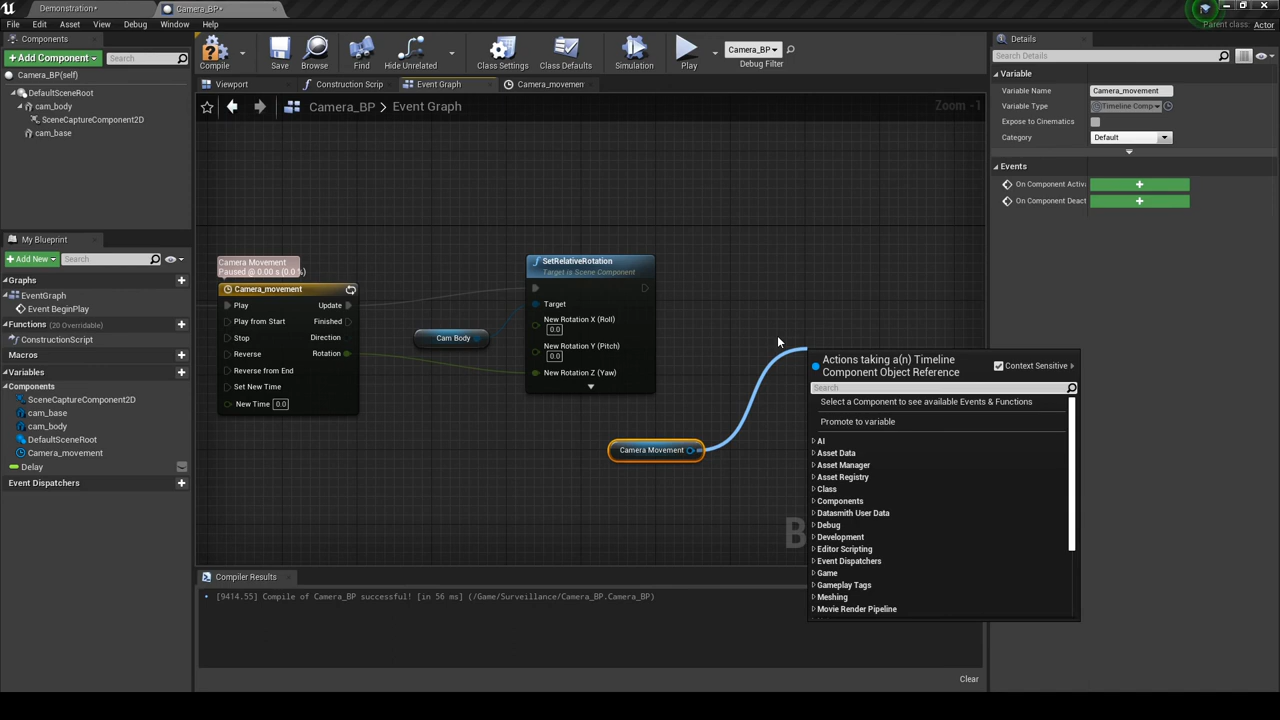 Demonstration*
Camera_BP*
File
Edit
Asset
View
Debug
Window
Help
Parent class:
Actor
Components
Add Component
Search
Camera_BP(self)
DefaultSceneRoot
cam_body
SceneCaptureComponent2D
cam_base
Compile
Save
Browse
Find
Hide Unrelated
Class Settings
Class Defaults
Simulation
Play
Camera_BP
Debug Filter
Viewport
Construction Scrip
Event Graph
Camera_movemen
Camera_BP > Event Graph
Zoom -1
My Blueprint
Add New
Search
Graphs
EventGraph
Event BeginPlay
Functions (20 Overridable)
ConstructionScript
Macros
Variables
Components
SceneCaptureComponent2D
cam_base
cam_body
DefaultSceneRoot
Camera_movement
Delay
Event Dispatchers
Camera Movement
Paused @ 0.00 s (0.0 %)
Camera_movement
Play
Update
Play from Start
Finished
Stop
Direction
Reverse
Rotation
Reverse from End
Set New Time
New Time 0.0
Cam Body
SetRelativeRotation
Target is Scene Component
Target
New Rotation X (Roll)
0.0
New Rotation Y (Pitch)
0.0
New Rotation Z (Yaw)
Camera Movement
B
Actions taking a(n) Timeline
Component Object Reference
Context Sensitive
Search
Select a Component to see available Events & Functions
Promote to variable
AI
Asset Data
Asset Manager
Asset Registry
Class
Components
Datasmith User Data
Debug
Development
Editor Scripting
Event Dispatchers
Game
Gameplay Tags
Meshing
Movie Render Pipeline
Compiler Results
[9414.55] Compile of Camera_BP successful! [in 56 ms] (/Game/Surveillance/Camera_BP.Camera_BP)
Clear
Details
Search Details
Variable
Variable Name
Camera_movement
Variable Type
Timeline Comp
Expose to Cinematics
Category
Default
Events
On Component Activa
On Component Deact